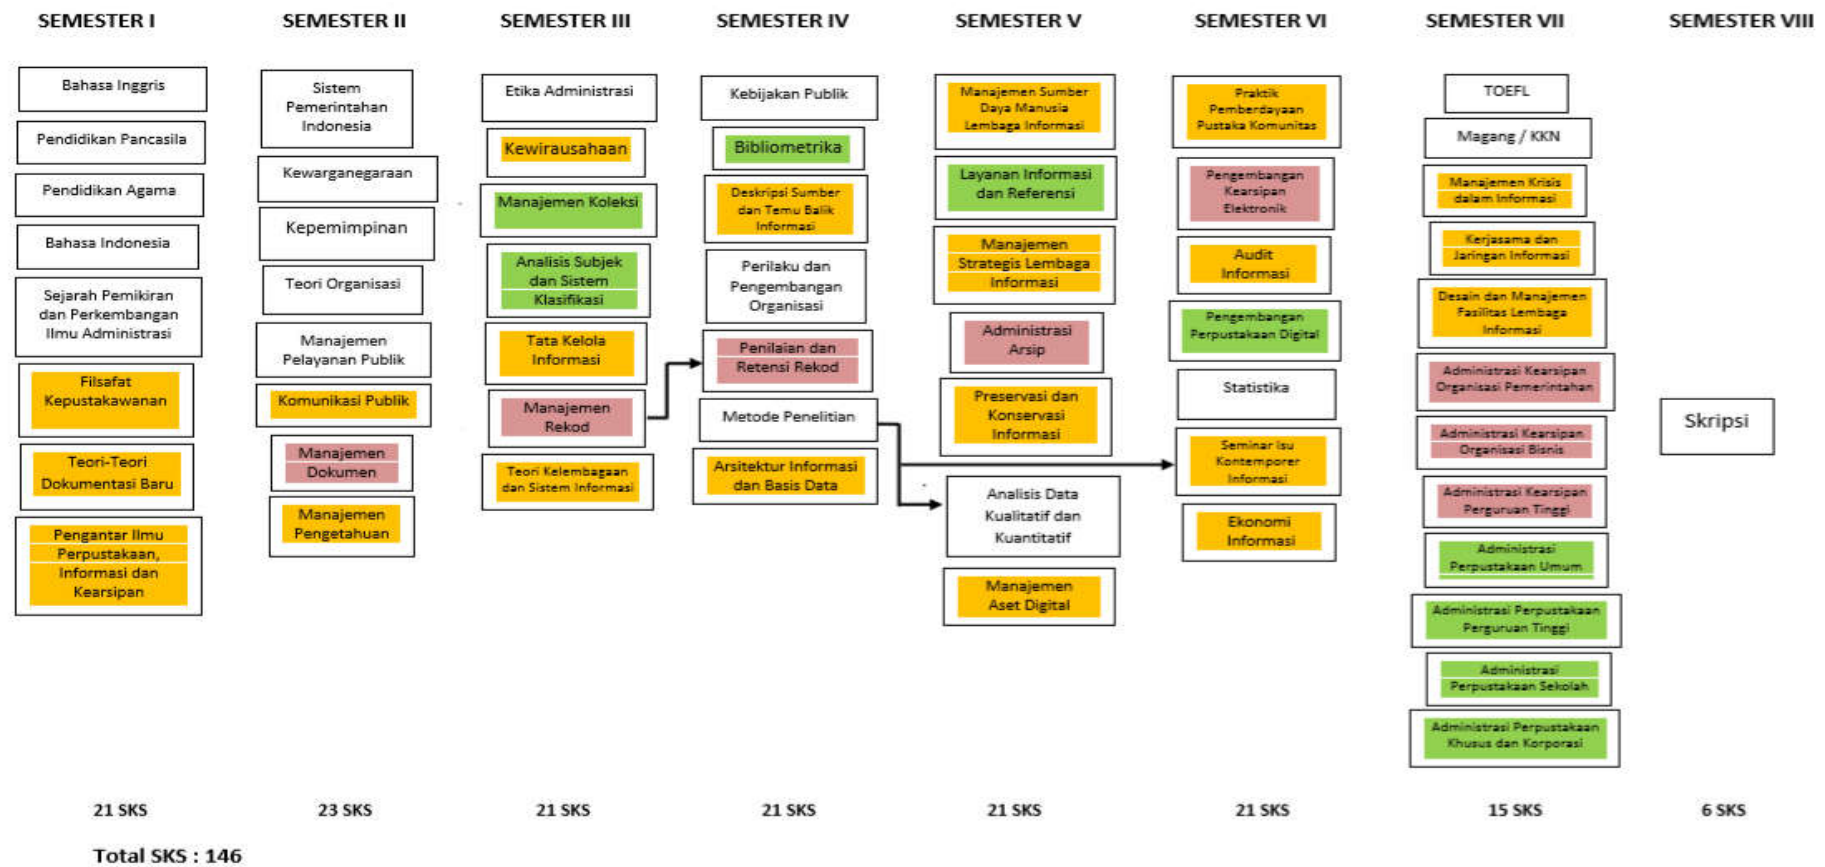 SEMESTER I
Bahasa Inggris
Pendidikan Pancasila
Pendidikan Agama
Bahasa Indonesia
Sejarah Pemikiran
dan Perkembangan
Ilmu Administrasi
Filsafat
Kepustakawanan
Teori-Teori
Dokumentasi Baru
Pengantar Ilmu
Perpustakaan,
Informasi dan
Kearsipan
21 SKS
SEMESTER II
Sistem
Pemerintahan
Indonesia
Kewarganegaraan
Kepemimpinan
Teori Organisasi
Manajemen
Pelayanan Publik
Komunikasi Publik
Manajemen
Dokumen
Manajemen
Pengetahuan
23 SKS
SEMESTER III
Etika Administrasi
Kewirausahaan
Manajemen Koleksi
Analisis Subjek
dan Sistem
Klasifikasi
Tata Kelola
Informasi
Manajemen
Rekod
Teori Kelembagaan
dan Sistem Informasi
21 SKS
SEMESTER IV
Kebijakan Publik
Bibliometrika
Deskripsi Sumber
dan Temu Balik
Informasi
Perilaku dan
Pengembangan
Organisasi
Penilaian dan
Retensi Rekod
Metode Penelitian
Arsitektur Informasi
dan Basis Data
21 SKS
SEMESTER V
Manajemen Sumber
Daya Manusia
Lembaga Informasi
Layanan Informasi
dan Referensi
Manajemen
Strategis Lembaga
Informasi
Administrasi
Arsip
Preservasi dan
Konservasi
Informasi
Analisis Data
Kualitatif dan
Kuantitatif
Manajemen
Aset Digital
21 SKS
SEMESTER VI
Praktik
Pemberdayaan
Pustaka Komunitas
Pengembangan
Kearsipan
Elektronik
Audit
Informasi
Pengembangan
Perpustakaan Digital
Statistika
Seminar Isu
Kontemporer
Informasi
Ekonomi
Informasi
21 SKS
SEMESTER VII
TOEFL
Magang / KKN
Manajemen Krisis
dalam Informasi
Kerjasama dan
Jaringan Informasi
Desain dan Manajemen
Fasilitas Lembaga
Informasi
Administrasi Kearsipan
Organisasi Pemerintahan
Administrasi Kearsipan
Organisasi Bisnis
Administrasi Kearsipan
Perguruan Tinggi
Administrasi
Perpustakaan Umum
Administrasi Perpustakaan
Perguruan Tinggi
Administrasi
Perpustakaan Sekolah
Administrasi Perpustakaan
Khusus dan Korporasi
15 SKS
SEMESTER VIII
Skripsi
6 SKS
Total SKS : 146